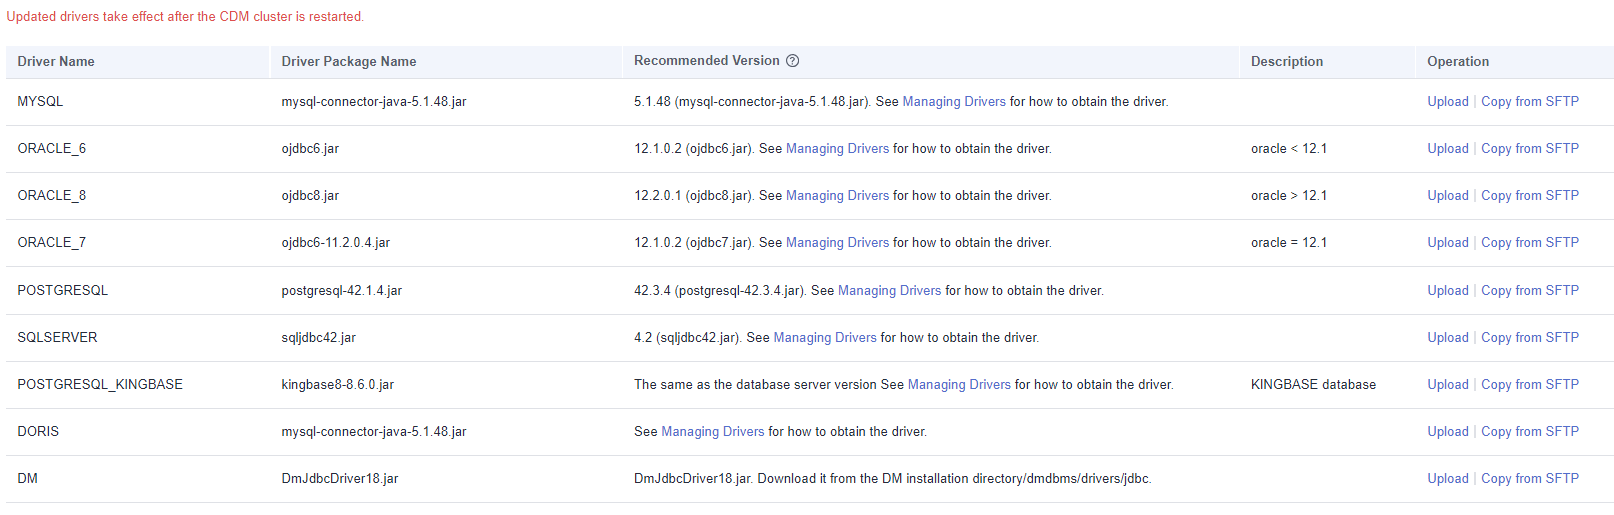 Updated drivers take effect after the CDM cluster is restarted.
Driver Name Driver Package Name Recommended Version ? Description Operation
MYSQL mysql-connector-java-5.1.48.jar 5.1.48 (mysql-connector-java-5.1.48.jar). See Managing Drivers for how to obtain the driver. Upload | Copy from SFTP
ORACLE_6 ojdbc6.jar 12.1.0.2 (ojdbc6.jar). See Managing Drivers for how to obtain the driver. oracle < 12.1 Upload | Copy from SFTP
ORACLE_8 ojdbc8.jar 12.2.0.1 (ojdbc8.jar). See Managing Drivers for how to obtain the driver. oracle > 12.1 Upload | Copy from SFTP
ORACLE_7 ojdbc6-11.2.0.4.jar 12.1.0.2 (ojdbc7.jar). See Managing Drivers for how to obtain the driver. oracle = 12.1 Upload | Copy from SFTP
POSTGRESQL postgresql-42.1.4.jar 42.3.4 (postgresql-42.3.4.jar). See Managing Drivers for how to obtain the driver. Upload | Copy from SFTP
SQLSERVER sqljdbc42.jar 4.2 (sqljdbc42.jar). See Managing Drivers for how to obtain the driver. Upload | Copy from SFTP
POSTGRESQL_KINGBASE kingbase8-8.6.0.jar The same as the database server version See Managing Drivers for how to obtain the driver. KINGBASE database Upload | Copy from SFTP
DORIS mysql-connector-java-5.1.48.jar See Managing Drivers for how to obtain the driver. Upload | Copy from SFTP
DM DmJdbcDriver18.jar DmJdbcDriver18.jar. Download it from the DM installation directory/dmdbms/drivers/jdbc. Upload | Copy from SFTP